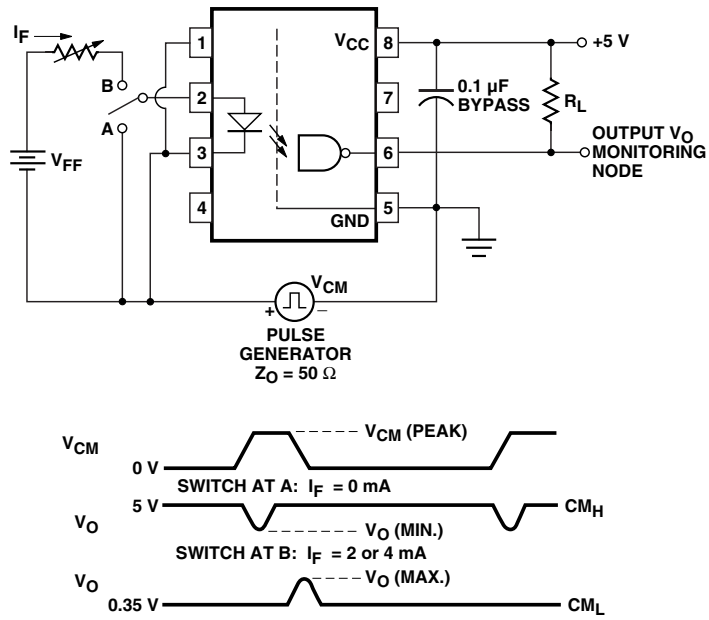 I_F
1
V_CC
8
+5 V
B
2
7
0.1 µF
BYPASS
R_L
A
V_FF
3
6
OUTPUT V_O
MONITORING
NODE
4
GND
5
V_CM
+
–
PULSE
GENERATOR
Z_O = 50 Ω
V_CM
V_CM (PEAK)
0 V
SWITCH AT A: I_F = 0 mA
5 V
CM_H
V_O
V_O (MIN.)
SWITCH AT B: I_F = 2 or 4 mA
V_O
V_O (MAX.)
0.35 V
CM_L